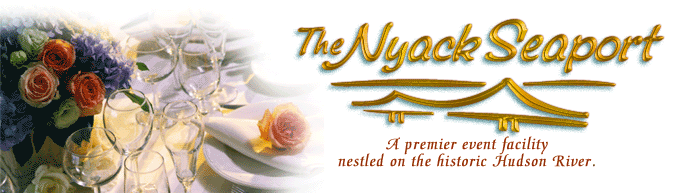 The Nyack Seaport
A premier event facility
nestled on the historic Hudson River.